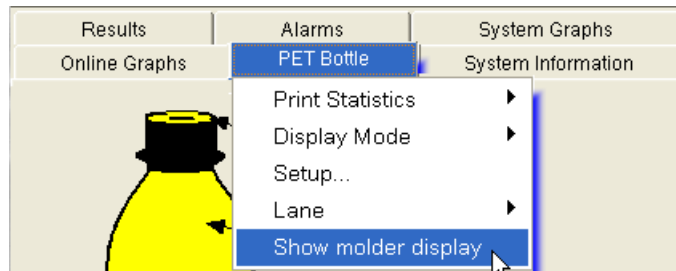 Results Alarms System Graphs
Online Graphs PET Bottle System Information
Print Statistics
Display Mode
Setup...
Lane
Show molder display